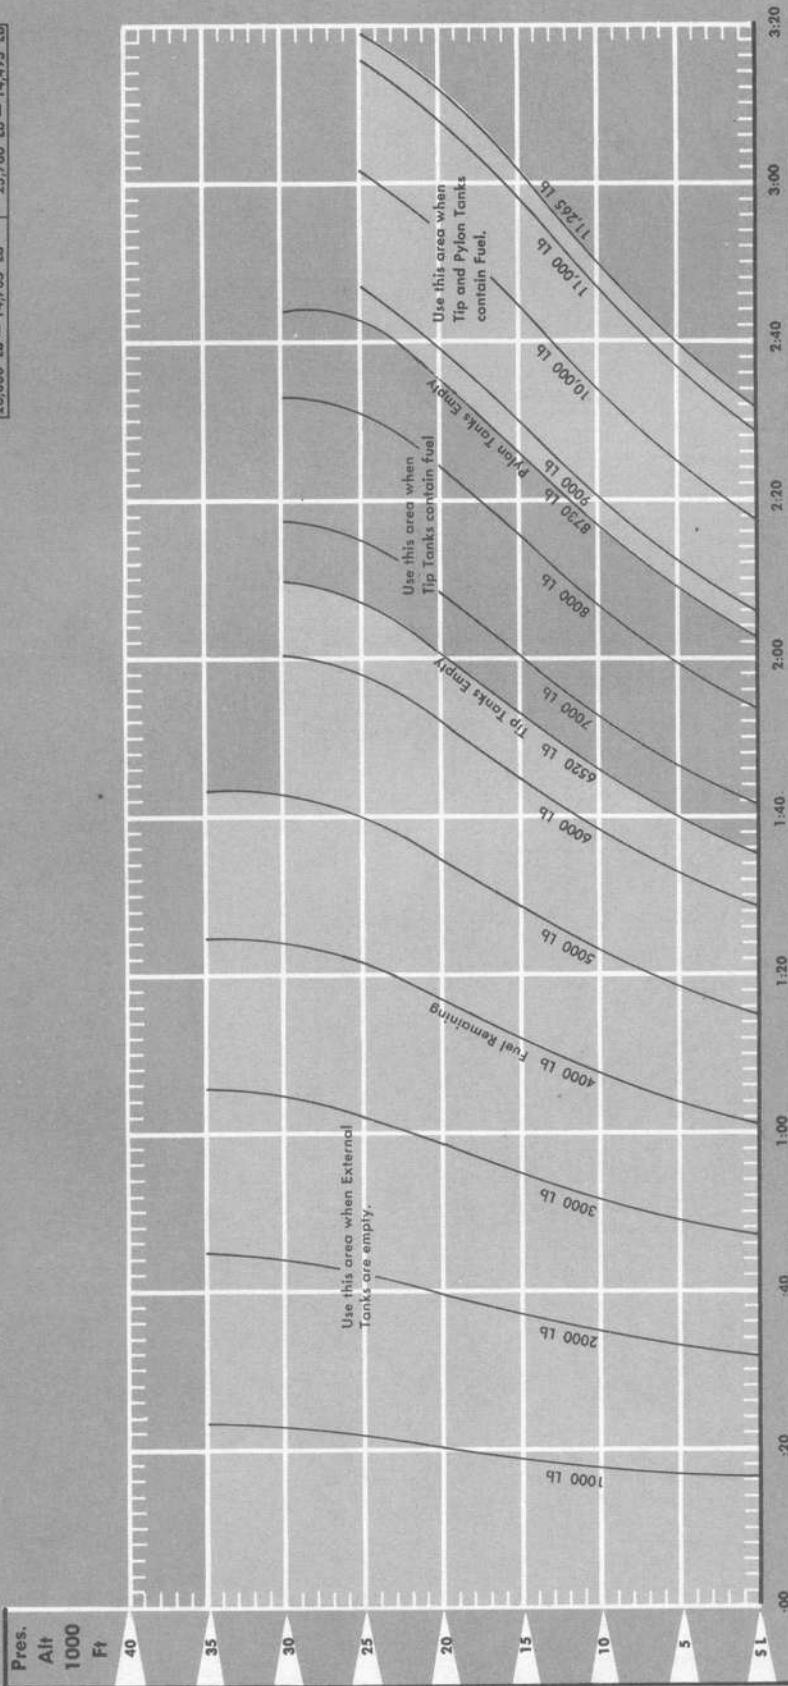 Pres.
Alt
1000
Ft
40
35
30
25
20
15
10
5
S L
3:20
3:00
2:40
2:20
2:00
1:40
1:20
1:00
:40
:20
:00
11,265 lb
11,000 Lb
10,000 Lb
Use this area when
Tip and Pylon Tanks
contain Fuel.
9000 Lb
8730 Lb Pylon Tanks Empty
Use this area when
Tip Tanks contain fuel
8000 Lb
7000 Lb
6520 Lb Tip Tanks Empty
6000 Lb
5000 Lb
4000 Lb Fuel Remaining
3000 Lb
Use this area when External
Tanks are empty.
2000 Lb
1000 Lb